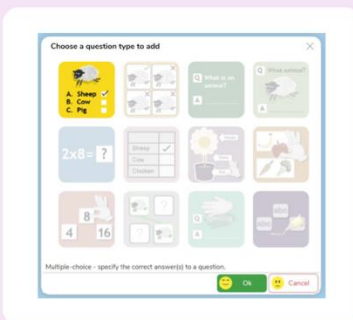 Choose a question type to add
A. Sheep
B. Cow
C. Pig
Q What is an animal?
A
Q What animal?
A
2x8= ?
Sheep
Cow
Chicken
Q
A
8
4 16
?
?
Multiple-choice - specify the correct answer(s) to a question.
Ok
Cancel